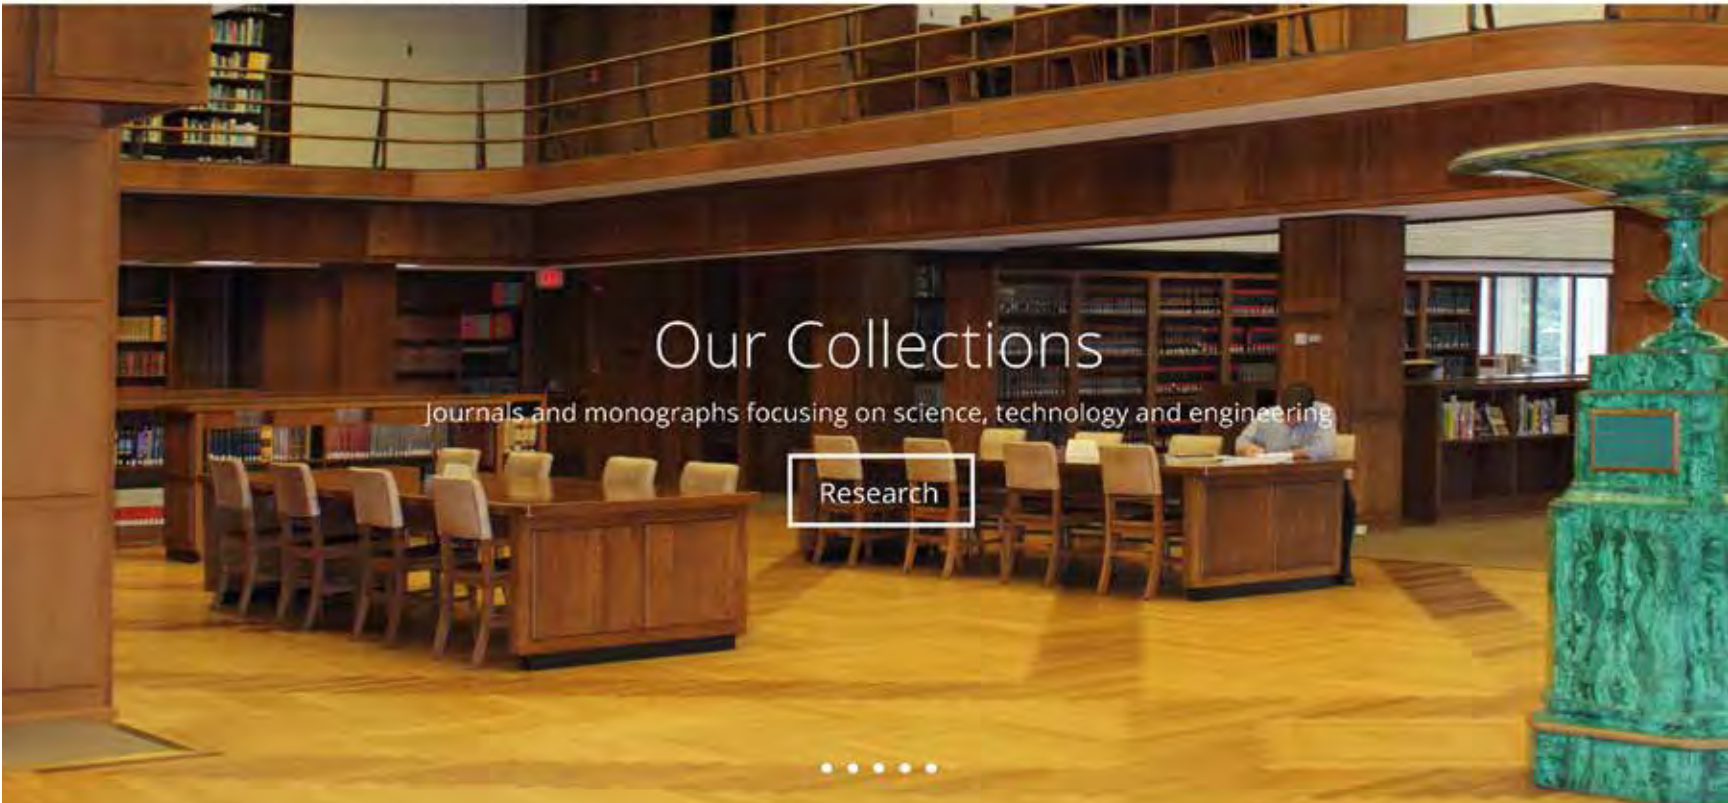 Our Collections
Journals and monographs focusing on science, technology and engineering
Research